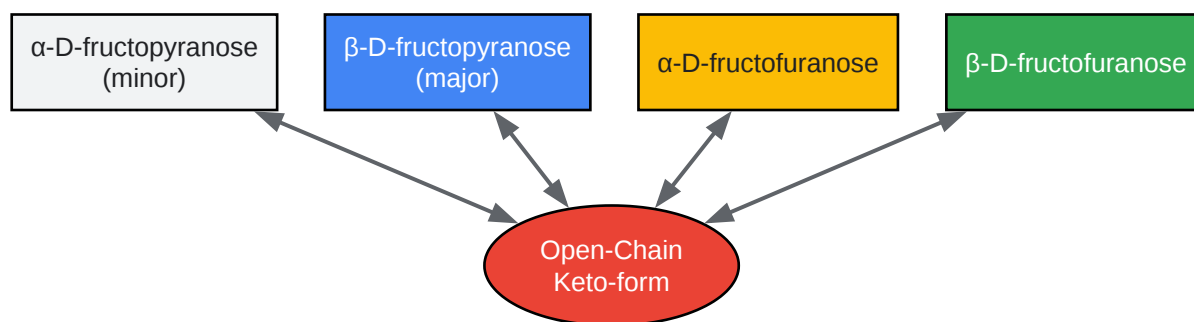 α-D-fructopyranose
(minor)
β-D-fructopyranose
(major)
α-D-fructofuranose
β-D-fructofuranose
Open-Chain
Keto-form